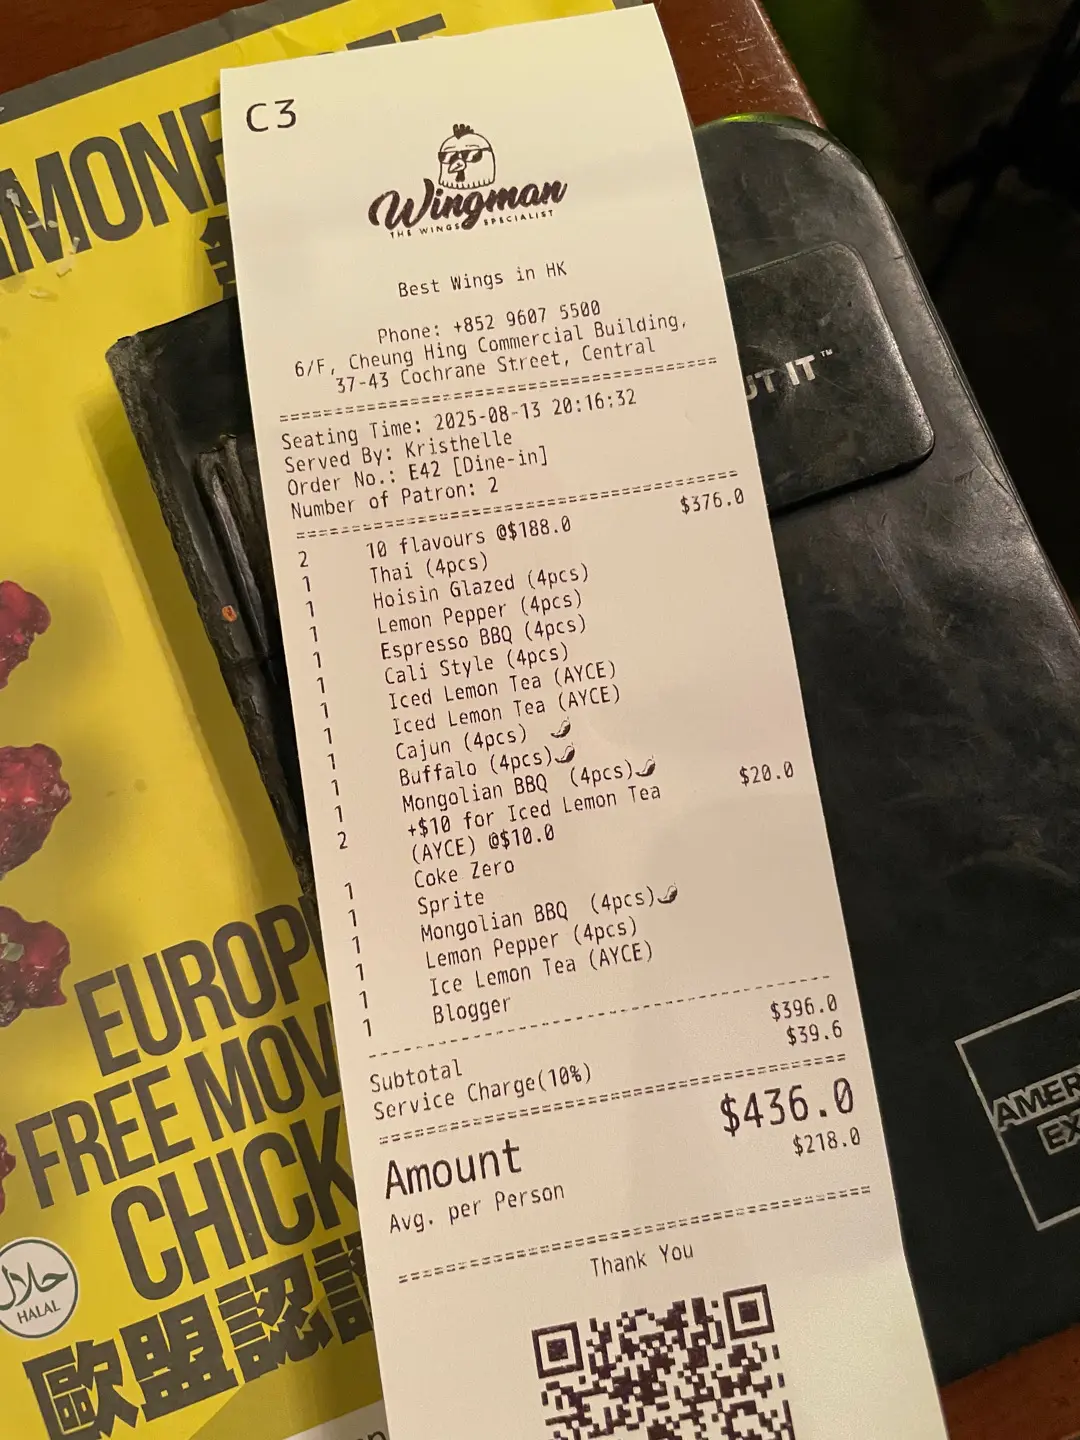 C3
Wingman
THE WINGS SPECIALIST
Best Wings in HK
Phone: +852 9607 5500
6/F, Cheung Hing Commercial Building,
37-43 Cochrane Street, Central
Seating Time: 2025-08-13 20:16:32
Served By: Kristhelle
Order No.: E42 [Dine-in]
Number of Patron: 2
2 10 flavours @$188.0 $376.0
1 Thai (4pcs)
1 Hoisin Glazed (4pcs)
1 Lemon Pepper (4pcs)
1 Espresso BBQ (4pcs)
1 Cali Style (4pcs)
1 Iced Lemon Tea (AYCE)
1 Iced Lemon Tea (AYCE)
1 Cajun (4pcs) 🌶
1 Buffalo (4pcs)🌶
1 Mongolian BBQ (4pcs)🌶
2 +$10 for Iced Lemon Tea $20.0
(AYCE) @$10.0
1 Coke Zero
1 Sprite
1 Mongolian BBQ (4pcs)🌶
1 Lemon Pepper (4pcs)
1 Ice Lemon Tea (AYCE)
1 Blogger
Subtotal $396.0
Service Charge(10%) $39.6
Amount $436.0
Avg. per Person $218.0
Thank You
EUROP
FREE MOV
CHICK
歐盟認
حلال
HALAL
UT IT™
AMER
EX